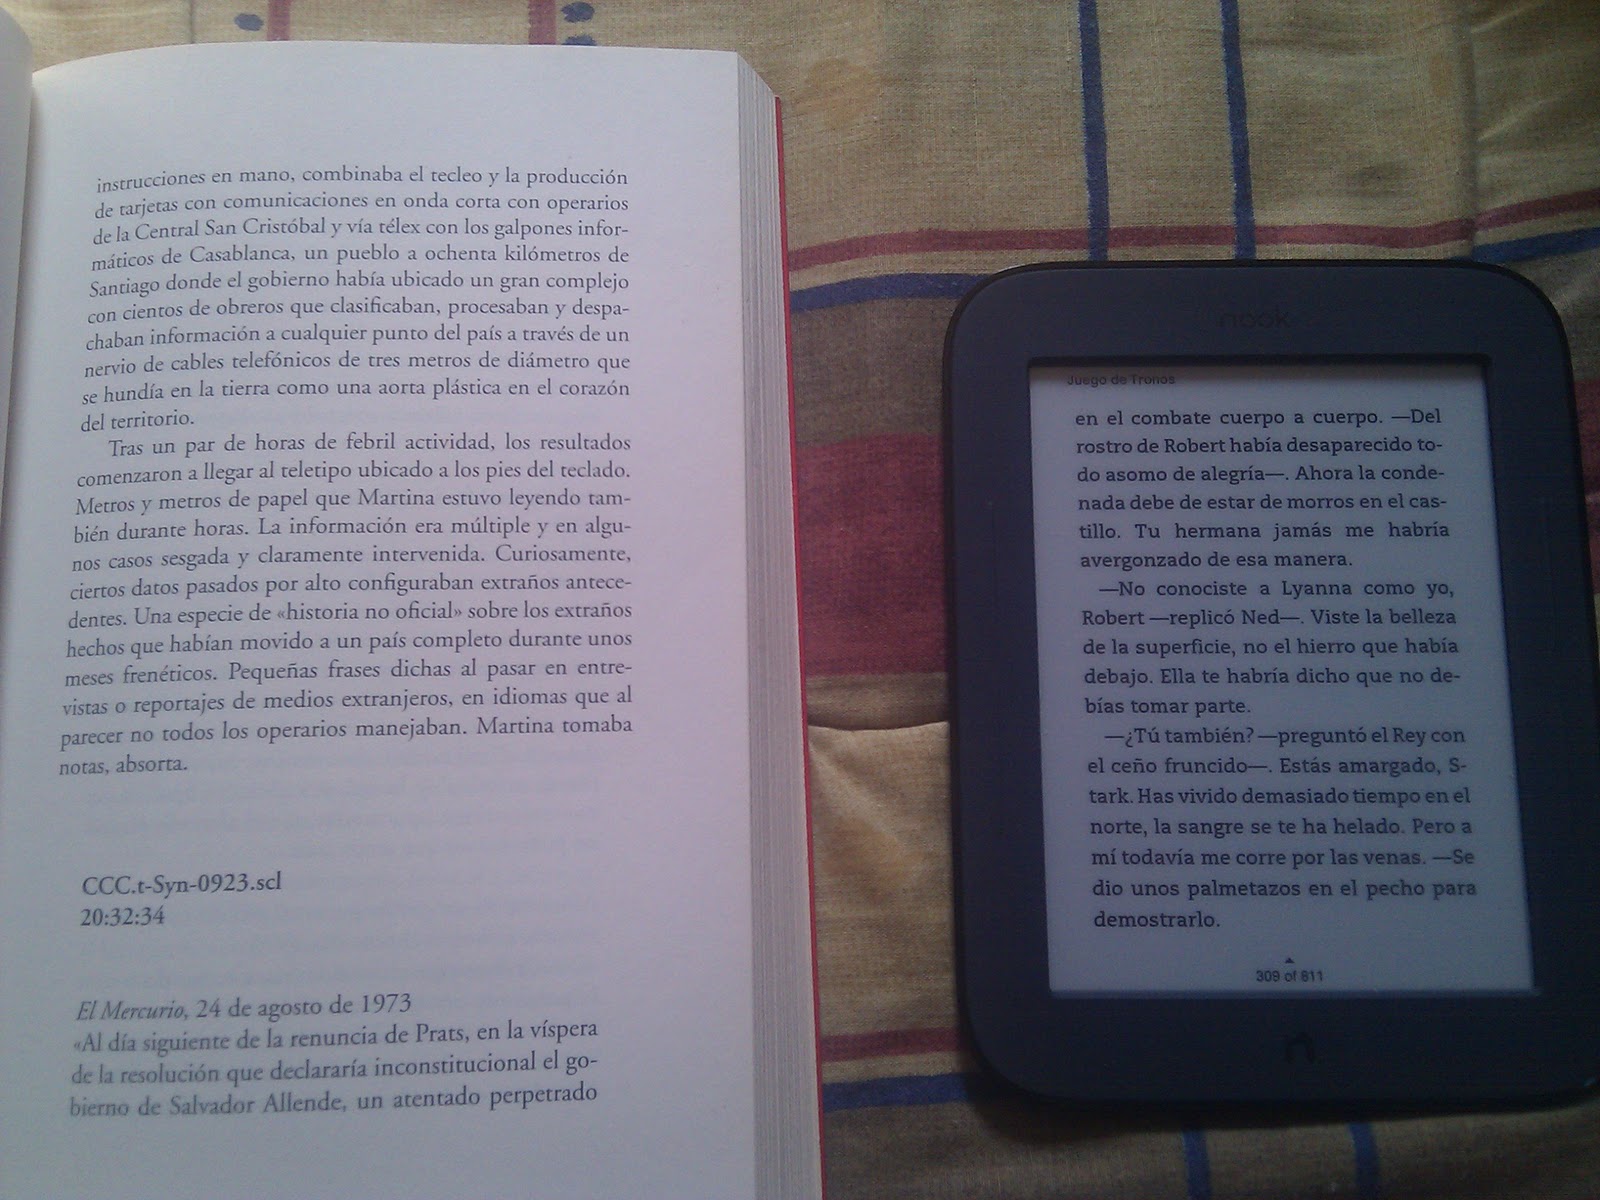 instrucciones en mano, combinaba el tecleo y la producción
de tarjetas con comunicaciones en onda corta con operarios
de la Central San Cristóbal y vía télex con los galpones infor-
máticos de Casablanca, un pueblo a ochenta kilómetros de
Santiago donde el gobierno había ubicado un gran complejo
con cientos de obreros que clasificaban, procesaban y despa-
chaban información a cualquier punto del país a través de un
nervio de cables telefónicos de tres metros de diámetro que
se hundía en la tierra como una aorta plástica en el corazón
del territorio.
Tras un par de horas de febril actividad, los resultados
comenzaron a llegar al teletipo ubicado a los pies del teclado.
Metros y metros de papel que Martina estuvo leyendo tam-
bién durante horas. La información era múltiple y en algu-
nos casos sesgada y claramente intervenida. Curiosamente,
ciertos datos pasados por alto configuraban extraños antece-
dentes. Una especie de «historia no oficial» sobre los extraños
hechos que habían movido a un país completo durante unos
meses frenéticos. Pequeñas frases dichas al pasar en entre-
vistas o reportajes de medios extranjeros, en idiomas que al
parecer no todos los operarios manejaban. Martina tomaba
notas, absorta.
CCC.t-Syn-0923.scl
20:32:34
El Mercurio, 24 de agosto de 1973
«Al día siguiente de la renuncia de Prats, en la víspera
de la resolución que declararía inconstitucional el go-
bierno de Salvador Allende, un atentado perpetrado
nook
Juego de Tronos
en el combate cuerpo a cuerpo. —Del
rostro de Robert había desaparecido to-
do asomo de alegría—. Ahora la conde-
nada debe de estar de morros en el cas-
tillo. Tu hermana jamás me habría
avergonzado de esa manera.
—No conociste a Lyanna como yo,
Robert —replicó Ned—. Viste la belleza
de la superficie, no el hierro que había
debajo. Ella te habría dicho que no de-
bías tomar parte.
—¿Tú también? —preguntó el Rey con
el ceño fruncido—. Estás amargado, S-
tark. Has vivido demasiado tiempo en el
norte, la sangre se te ha helado. Pero a
mí todavía me corre por las venas. —Se
dio unos palmetazos en el pecho para
demostrarlo.
309 of 811